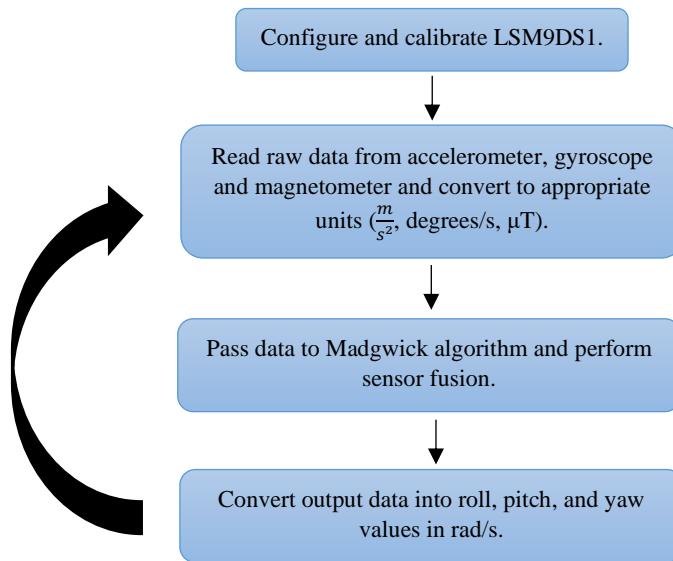 Configure and calibrate LSM9DS1.
Read raw data from accelerometer, gyroscope
and magnetometer and convert to appropriate
units (m/s², degrees/s, µT).
Pass data to Madgwick algorithm and perform
sensor fusion.
Convert output data into roll, pitch, and yaw
values in rad/s.